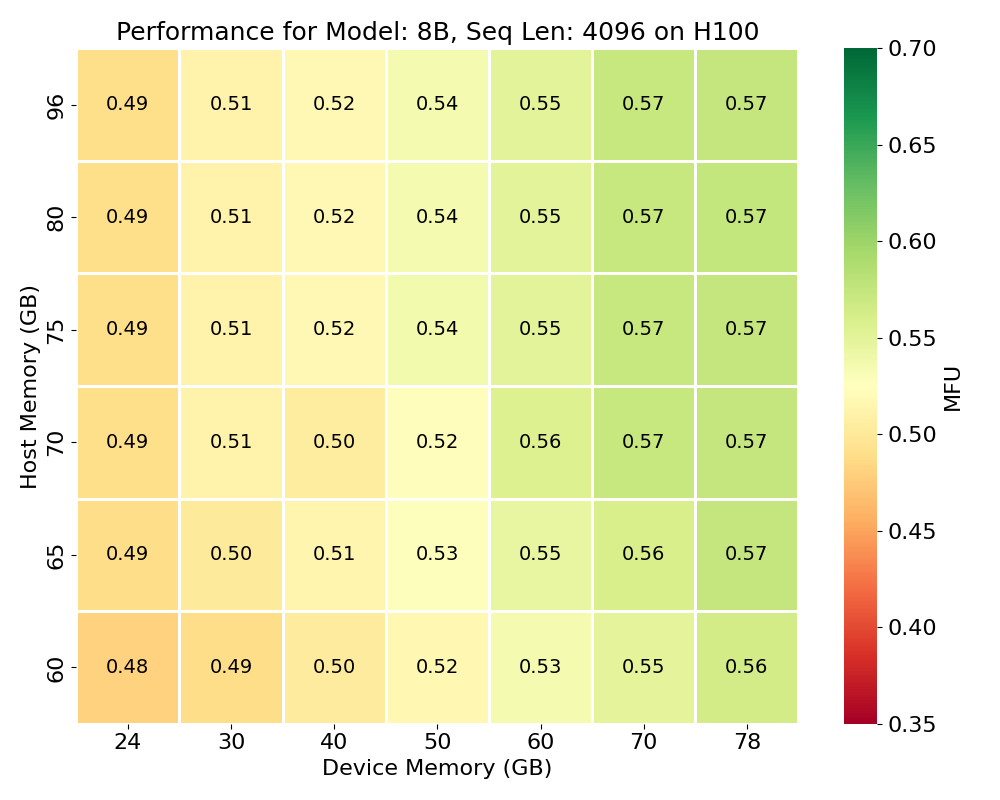 Performance for Model: 8B, Seq Len: 4096 on H100
96 0.49 0.51 0.52 0.54 0.55 0.57 0.57
80 0.49 0.51 0.52 0.54 0.55 0.57 0.57
75 0.49 0.51 0.52 0.54 0.55 0.57 0.57
70 0.49 0.51 0.50 0.52 0.56 0.57 0.57
65 0.49 0.50 0.51 0.53 0.55 0.56 0.57
60 0.48 0.49 0.50 0.52 0.53 0.55 0.56
24 30 40 50 60 70 78
Device Memory (GB)
Host Memory (GB)
0.70
0.65
0.60
0.55
0.50
0.45
0.40
0.35
MFU